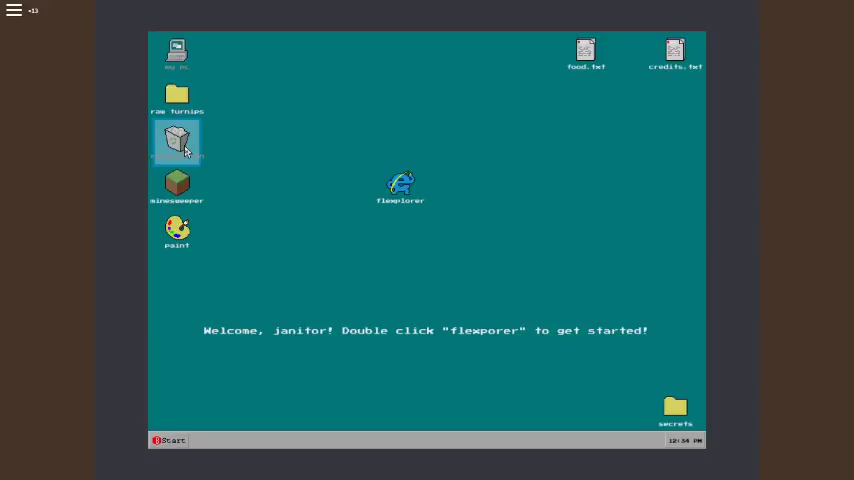 <13
my pc
food.txt
credits.txt
raw turnips
minesweeper
flexplorer
paint
Welcome, janitor! Double click "flexporer" to get started!
secrets
Start
12:34 PM